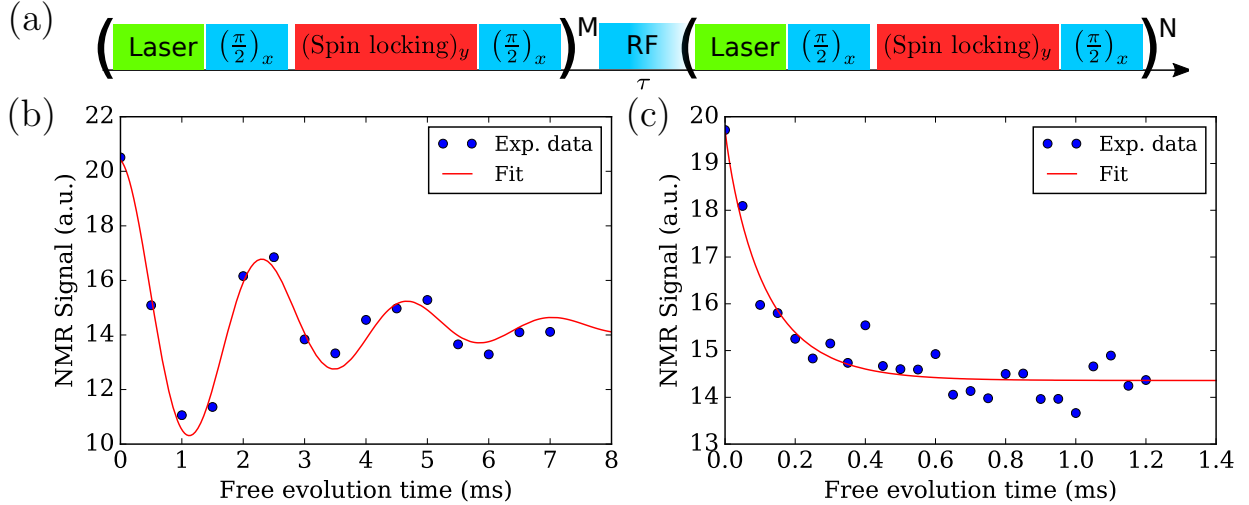 (a)
(Laser (π/2)x (Spin locking)y (π/2)x)M RF (Laser (π/2)x (Spin locking)y (π/2)x)N
τ
(b)
22
20
18
16
14
12
10
NMR Signal (a.u.)
Exp. data
Fit
0 1 2 3 4 5 6 7 8
Free evolution time (ms)
(c)
20
19
18
17
16
15
14
13
NMR Signal (a.u.)
Exp. data
Fit
0.0 0.2 0.4 0.6 0.8 1.0 1.2 1.4
Free evolution time (ms)